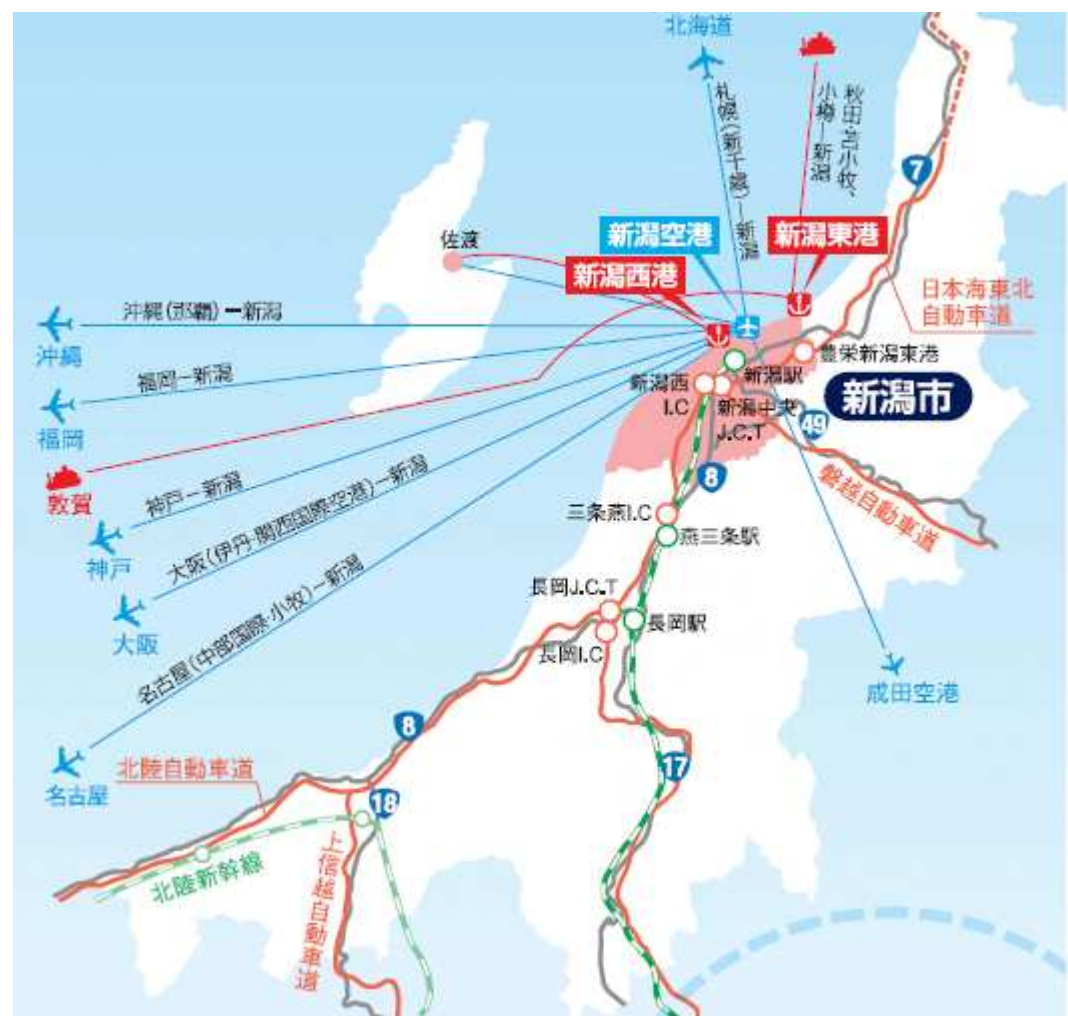 北海道
札幌(新千歳)ー新潟
秋田・苫小牧、
小樽ー新潟
7
佐渡
新潟空港
新潟東港
新潟西港
日本海東北
自動車道
沖縄(那覇)ー新潟
沖縄
福岡ー新潟
福岡
豊栄新潟東港
新潟駅
新潟市
新潟西
I.C
新潟中央
J.C.T
49
8
磐越自動車道
敦賀
神戸ー新潟
神戸
大阪(伊丹・関西国際空港)ー新潟
大阪
三条燕I.C
燕三条駅
長岡J.C.T
長岡駅
長岡I.C
名古屋(中部国際・小牧)ー新潟
名古屋
成田空港
8
17
北陸自動車道
18
北陸新幹線
上信越自動車道